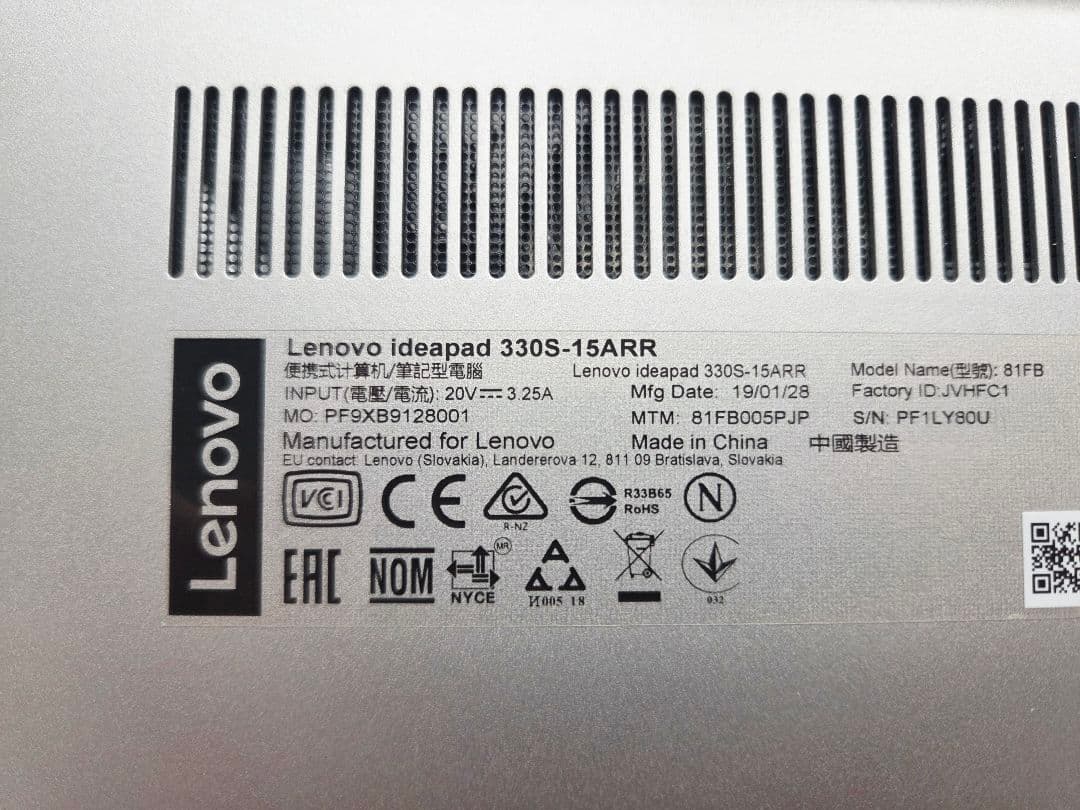 Lenovo
Lenovo ideapad 330S-15ARR
便携式计算机/筆記型電腦 Lenovo ideapad 330S-15ARR Model Name(型號): 81FB
INPUT(電壓/電流): 20V⎓3.25A Mfg Date: 19/01/28 Factory ID:JVHFC1
MO: PF9XB9128001 MTM: 81FB005PJP S/N: PF1LY80U
Manufactured for Lenovo Made in China 中國製造
EU contact: Lenovo (Slovakia), Landererova 12, 811 09 Bratislava, Slovakia
VCI CE R-NZ R33B65 N
RoHS
EAC NOM NYCE MR A
И005 18 032